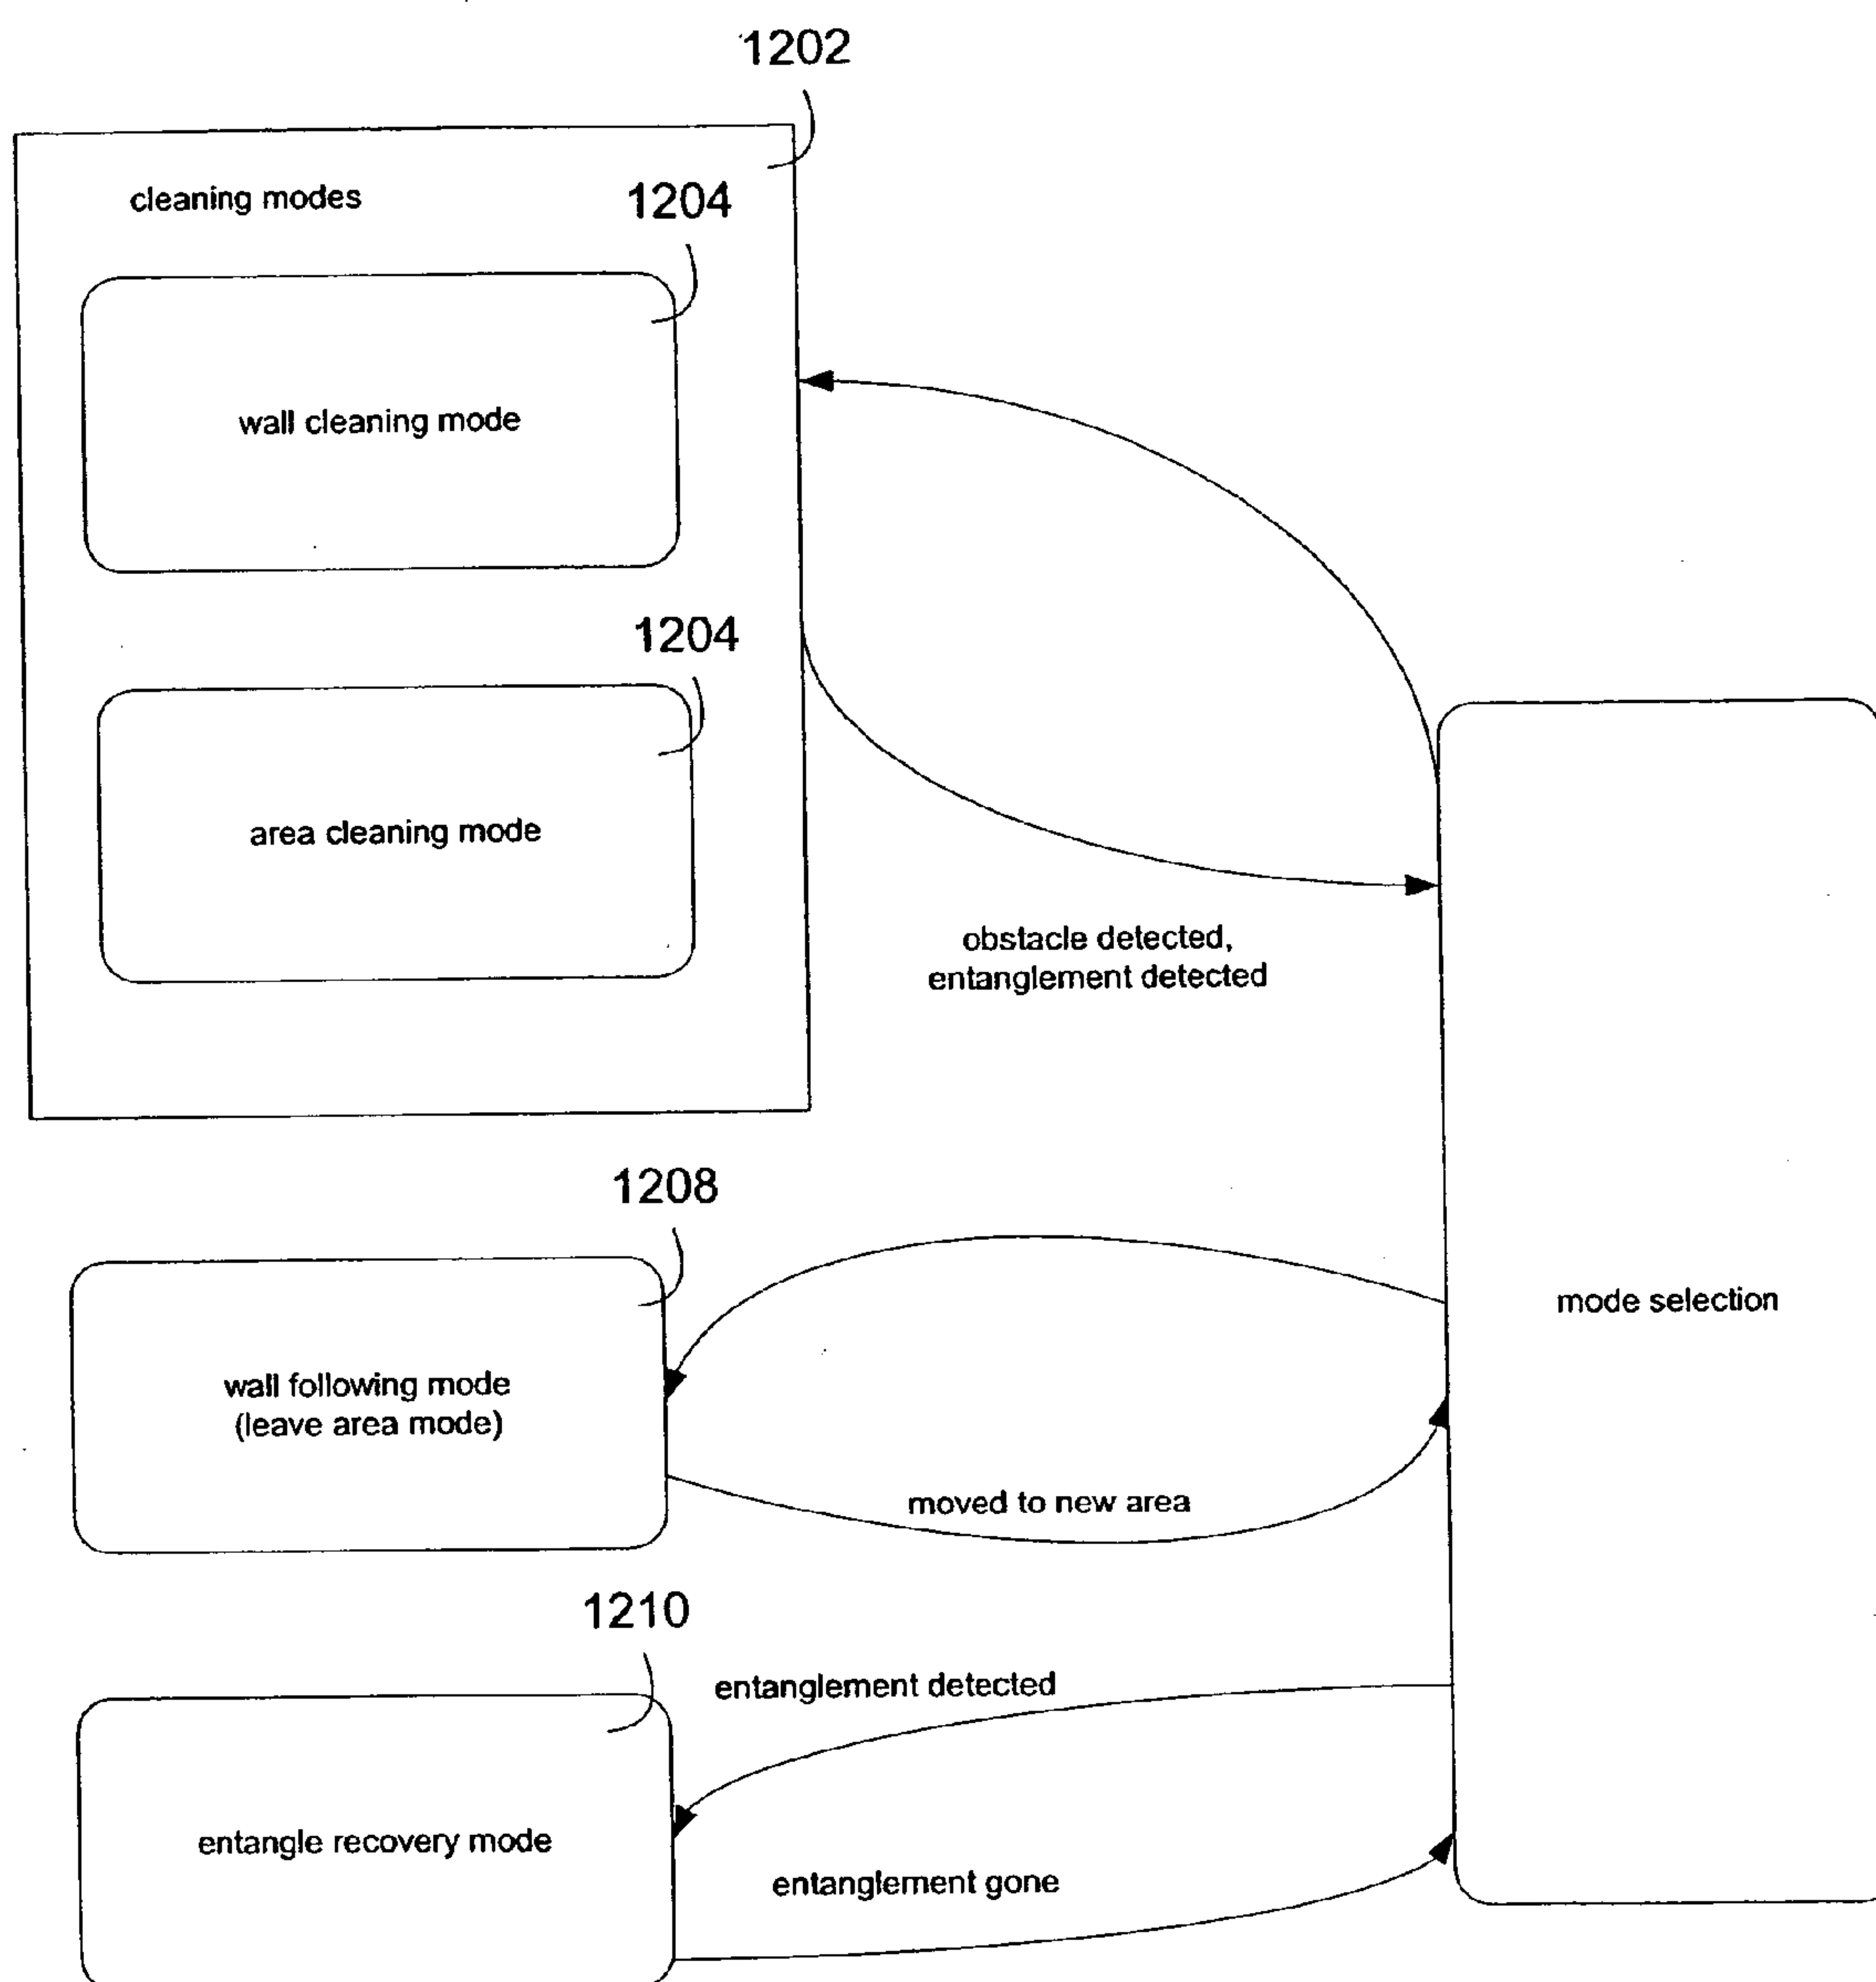 1202
cleaning modes
1204
wall cleaning mode
1204
area cleaning mode
obstacle detected,
entanglement detected
1208
mode selection
wall following mode
(leave area mode)
moved to new area
1210
entanglement detected
entangle recovery mode
entanglement gone